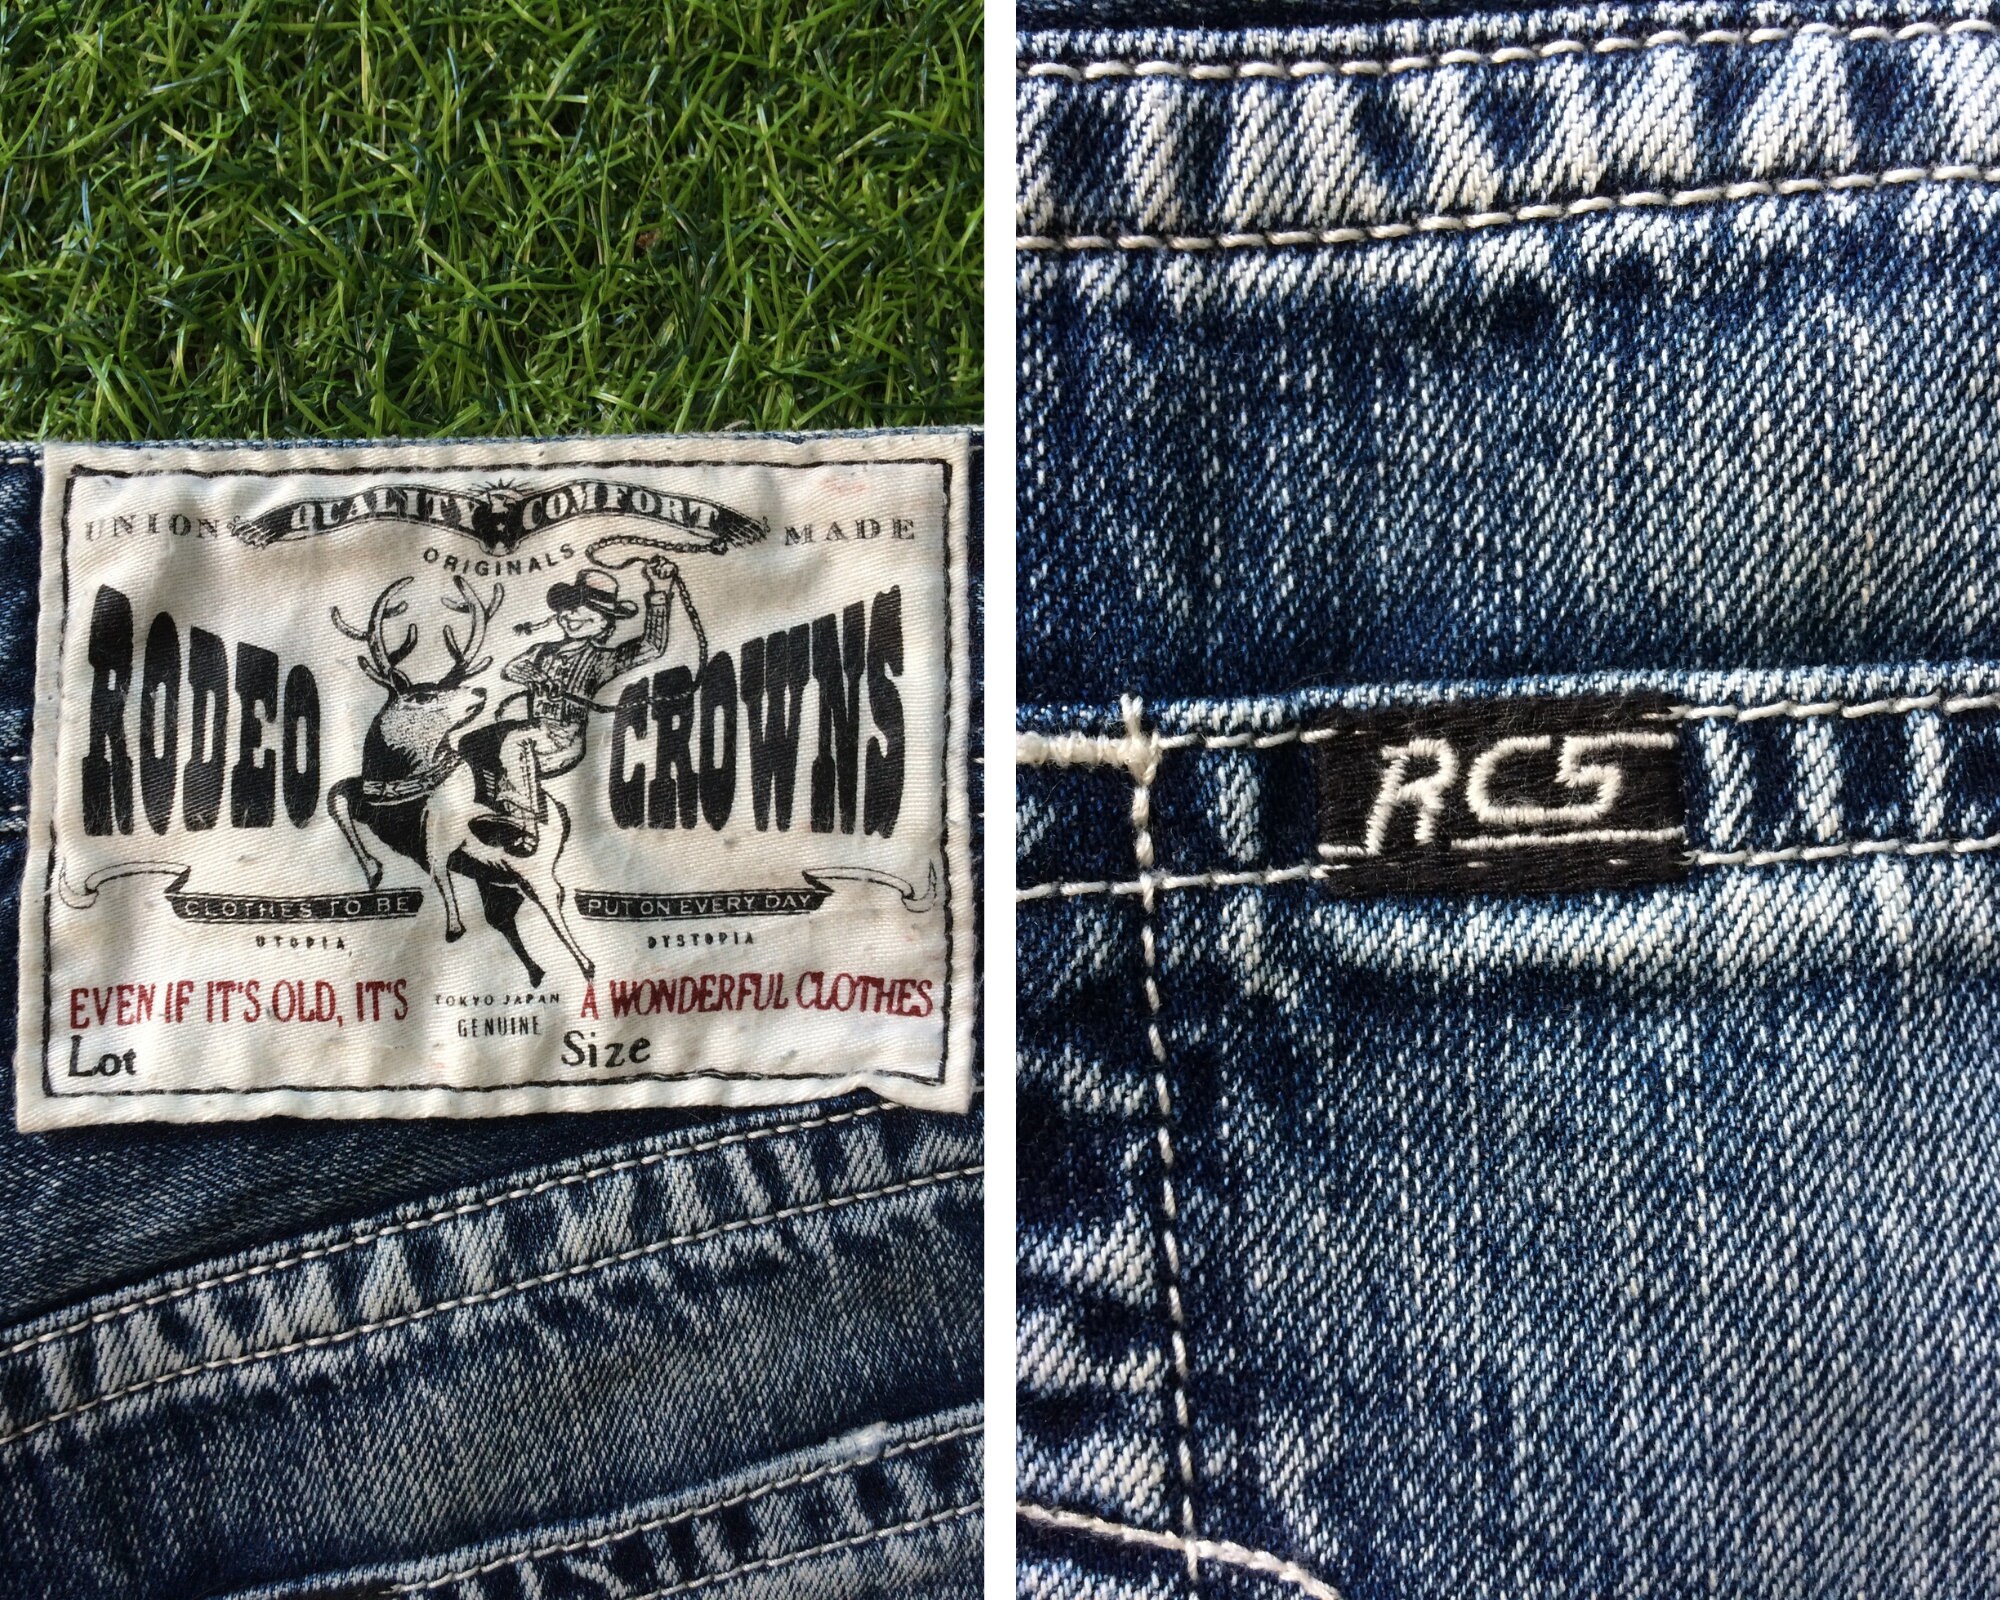 QUALITY COMFORT
UNION MADE
ORIGINALS
RODEO CROWNS
CLOTHES TO BE PUT ON EVERY DAY
UTOPIA DYSTOPIA
EVEN IF IT'S OLD, IT'S A WONDERFUL CLOTHES
TOKYO JAPAN
GENUINE
Lot Size
RCS